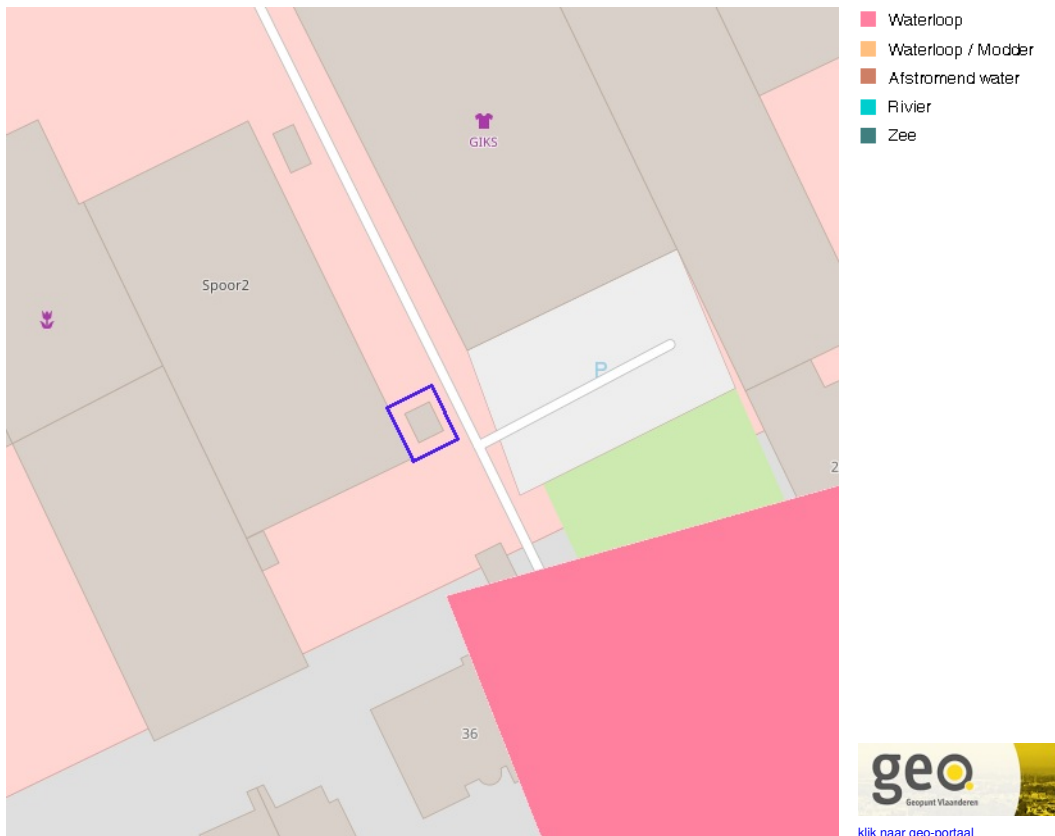 GIKS
Spoor2
P
2
36
Waterloop
Waterloop / Modder
Afstromend water
Rivier
Zee
geo
Geopunt Vlaanderen
klik naar geo-portaal